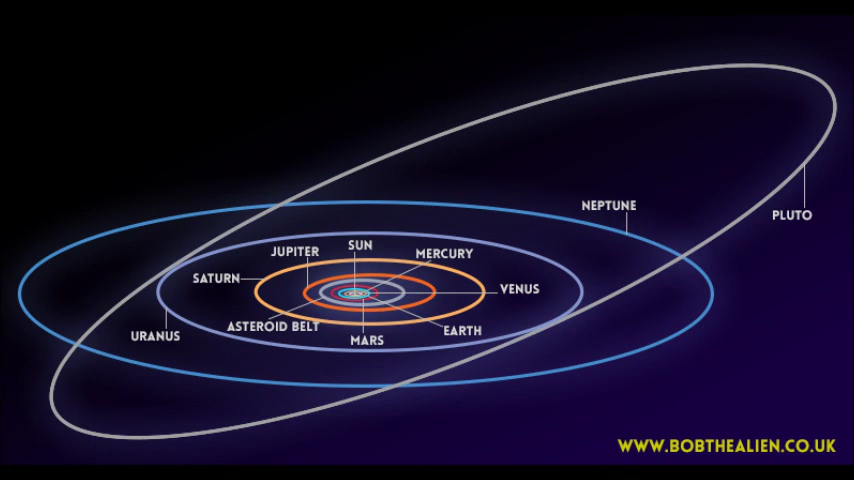 NEPTUNE
PLUTO
SUN
JUPITER
MERCURY
SATURN
VENUS
ASTEROID BELT
EARTH
URANUS
MARS
WWW.BOBTHEALIEN.CO.UK